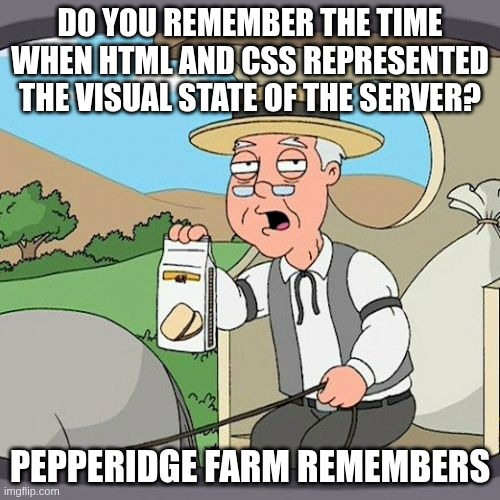 DO YOU REMEMBER THE TIME
WHEN HTML AND CSS REPRESENTED
THE VISUAL STATE OF THE SERVER?
PEPPERIDGE FARM REMEMBERS
imgflip.com